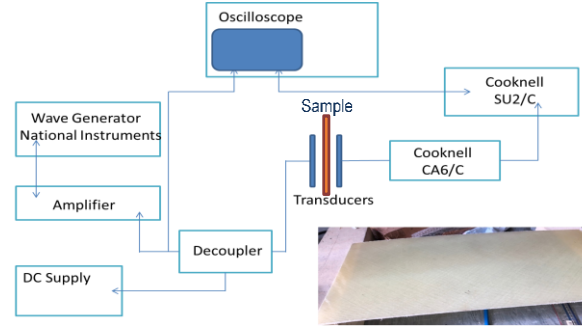 Oscilloscope
Cooknell
SU2/C
Wave Generator
National Instruments
Sample
Cooknell
CA6/C
Amplifier
Transducers
Decoupler
DC Supply